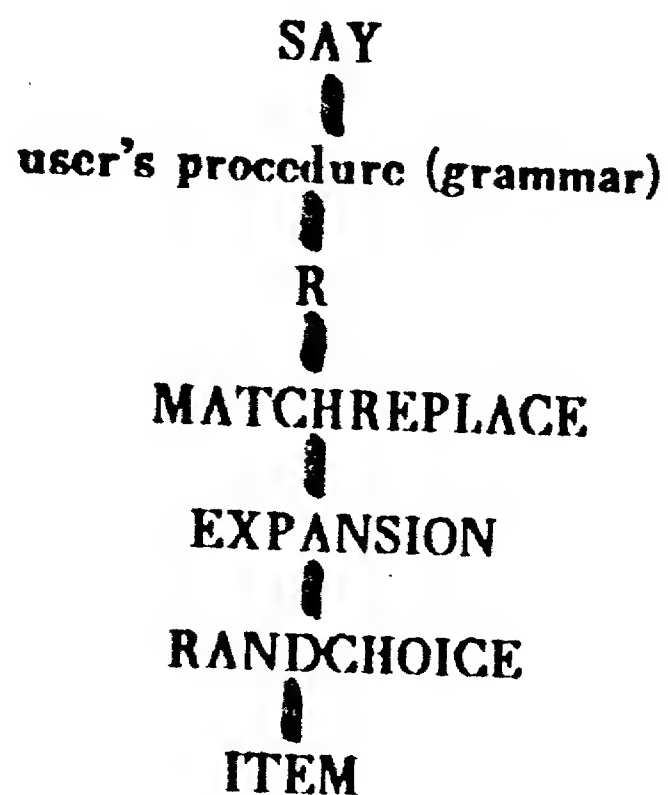 SAY
user's procedure (grammar)
R
MATCHREPLACE
EXPANSION
RANDCHOICE
ITEM